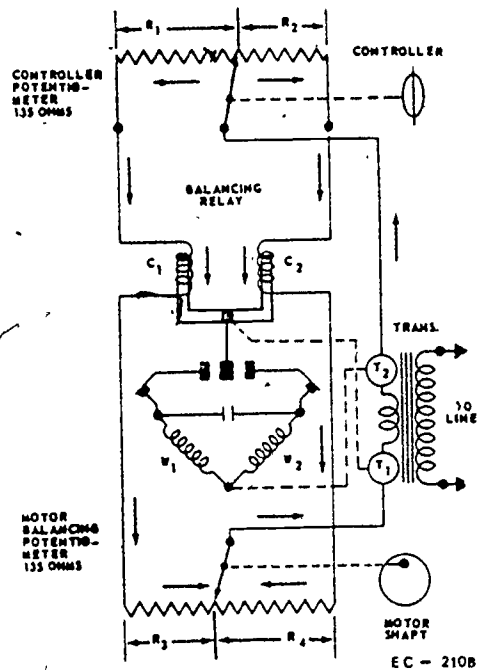 R1
R2
CONTROLLER
CONTROLLER
POTENTIO-
METER
135 OHMS
BALANCING
RELAY
C1
C2
TRANS.
T2
TO
LINE
T1
W1
W2
MOTOR
BALANCING
POTENTIO-
METER
135 OHMS
R3
R4
MOTOR
SHAFT
EC - 210B